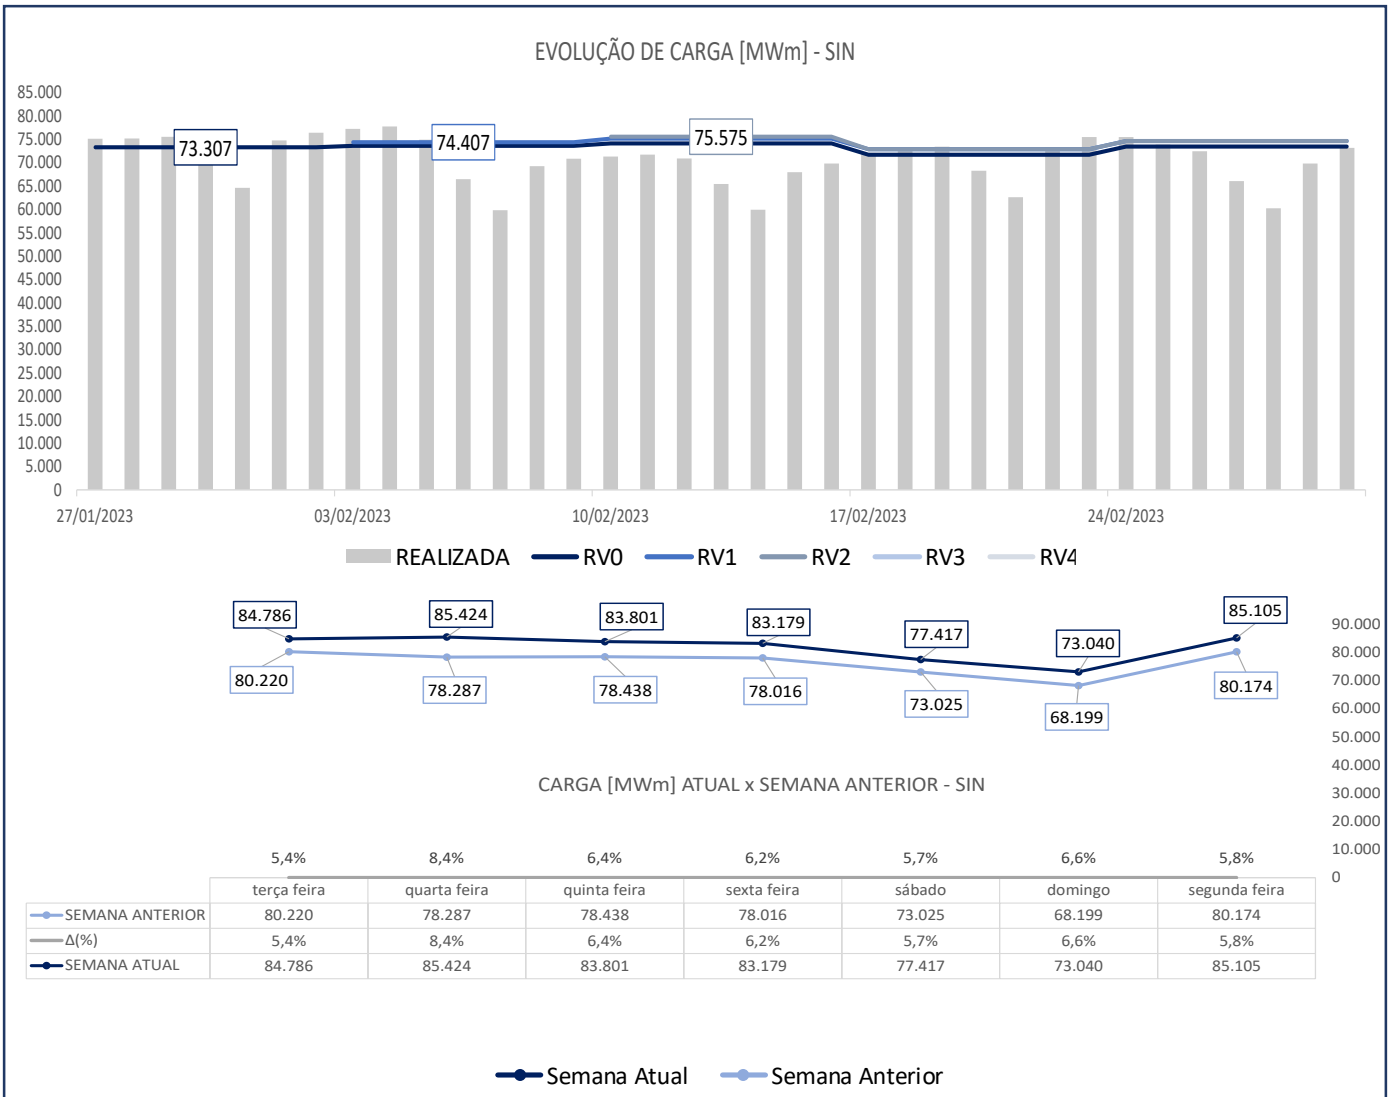 EVOLUÇÃO DE CARGA [MWm] - SIN
85.000
80.000
75.000
70.000
65.000
60.000
55.000
50.000
45.000
40.000
35.000
30.000
25.000
20.000
15.000
10.000
5.000
0
73.307
74.407
75.575
27/01/2023 03/02/2023 10/02/2023 17/02/2023 24/02/2023
REALIZADA RV0 RV1 RV2 RV3 RV4
84.786 85.424 83.801 83.179 77.417 73.040 85.105
80.220 78.287 78.438 78.016 73.025 68.199 80.174
90.000
80.000
70.000
60.000
50.000
40.000
30.000
20.000
10.000
0
CARGA [MWm] ATUAL x SEMANA ANTERIOR - SIN
5,4% 8,4% 6,4% 6,2% 5,7% 6,6% 5,8%
terça feira quarta feira quinta feira sexta feira sábado domingo segunda feira
SEMANA ANTERIOR 80.220 78.287 78.438 78.016 73.025 68.199 80.174
Δ(%) 5,4% 8,4% 6,4% 6,2% 5,7% 6,6% 5,8%
SEMANA ATUAL 84.786 85.424 83.801 83.179 77.417 73.040 85.105
Semana Atual Semana Anterior